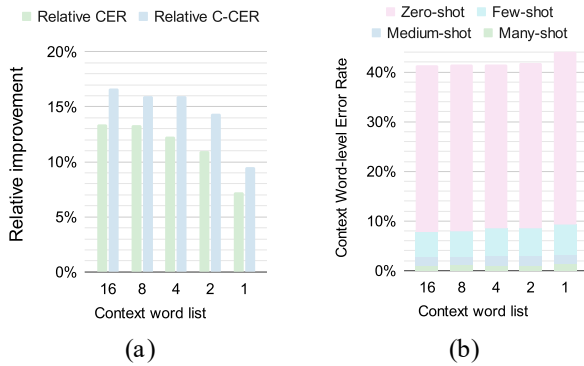 Relative CER Relative C-CER
20%
15%
10%
5%
0%
Relative improvement
16 8 4 2 1
Context word list
(a)
Zero-shot Few-shot
Medium-shot Many-shot
40%
30%
20%
10%
0%
Context Word-level Error Rate
16 8 4 2 1
Context word list
(b)